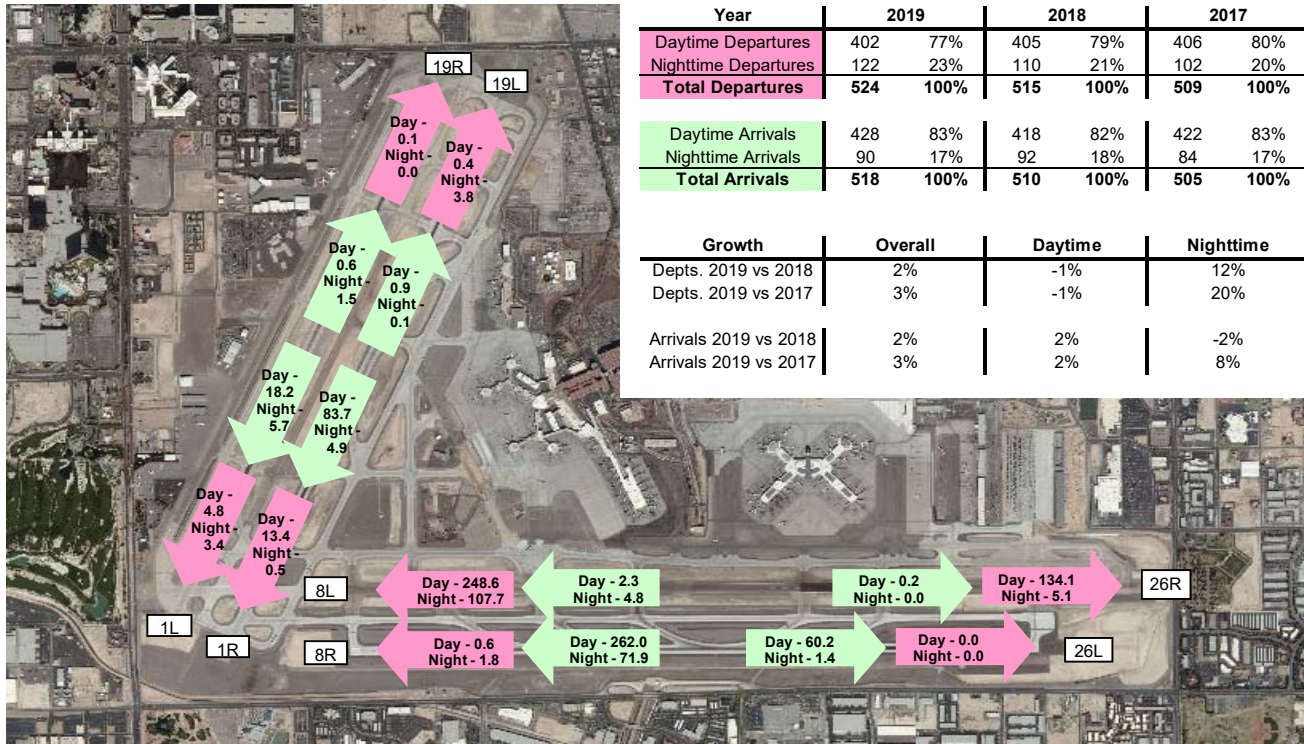 Year 2019 2018 2017
Daytime Departures 402 77% 405 79% 406 80%
Nighttime Departures 122 23% 110 21% 102 20%
Total Departures 524 100% 515 100% 509 100%
Daytime Arrivals 428 83% 418 82% 422 83%
Nighttime Arrivals 90 17% 92 18% 84 17%
Total Arrivals 518 100% 510 100% 505 100%
Growth Overall Daytime Nighttime
Depts. 2019 vs 2018 2% -1% 12%
Depts. 2019 vs 2017 3% -1% 20%
Arrivals 2019 vs 2018 2% 2% -2%
Arrivals 2019 vs 2017 3% 2% 8%
19R
19L
Day -
0.1
Night -
0.0
Day -
0.4
Night -
3.8
Day -
0.6
Night -
1.5
Day -
0.9
Night -
0.1
Day -
18.2
Night -
5.7
Day -
83.7
Night -
4.9
Day -
4.8
Night -
3.4
Day -
13.4
Night -
0.5
1L
1R
8L
8R
Day - 248.6
Night - 107.7
Day - 2.3
Night - 4.8
Day - 0.2
Night - 0.0
Day - 134.1
Night - 5.1
26R
Day - 0.6
Night - 1.8
Day - 262.0
Night - 71.9
Day - 60.2
Night - 1.4
Day - 0.0
Night - 0.0
26L